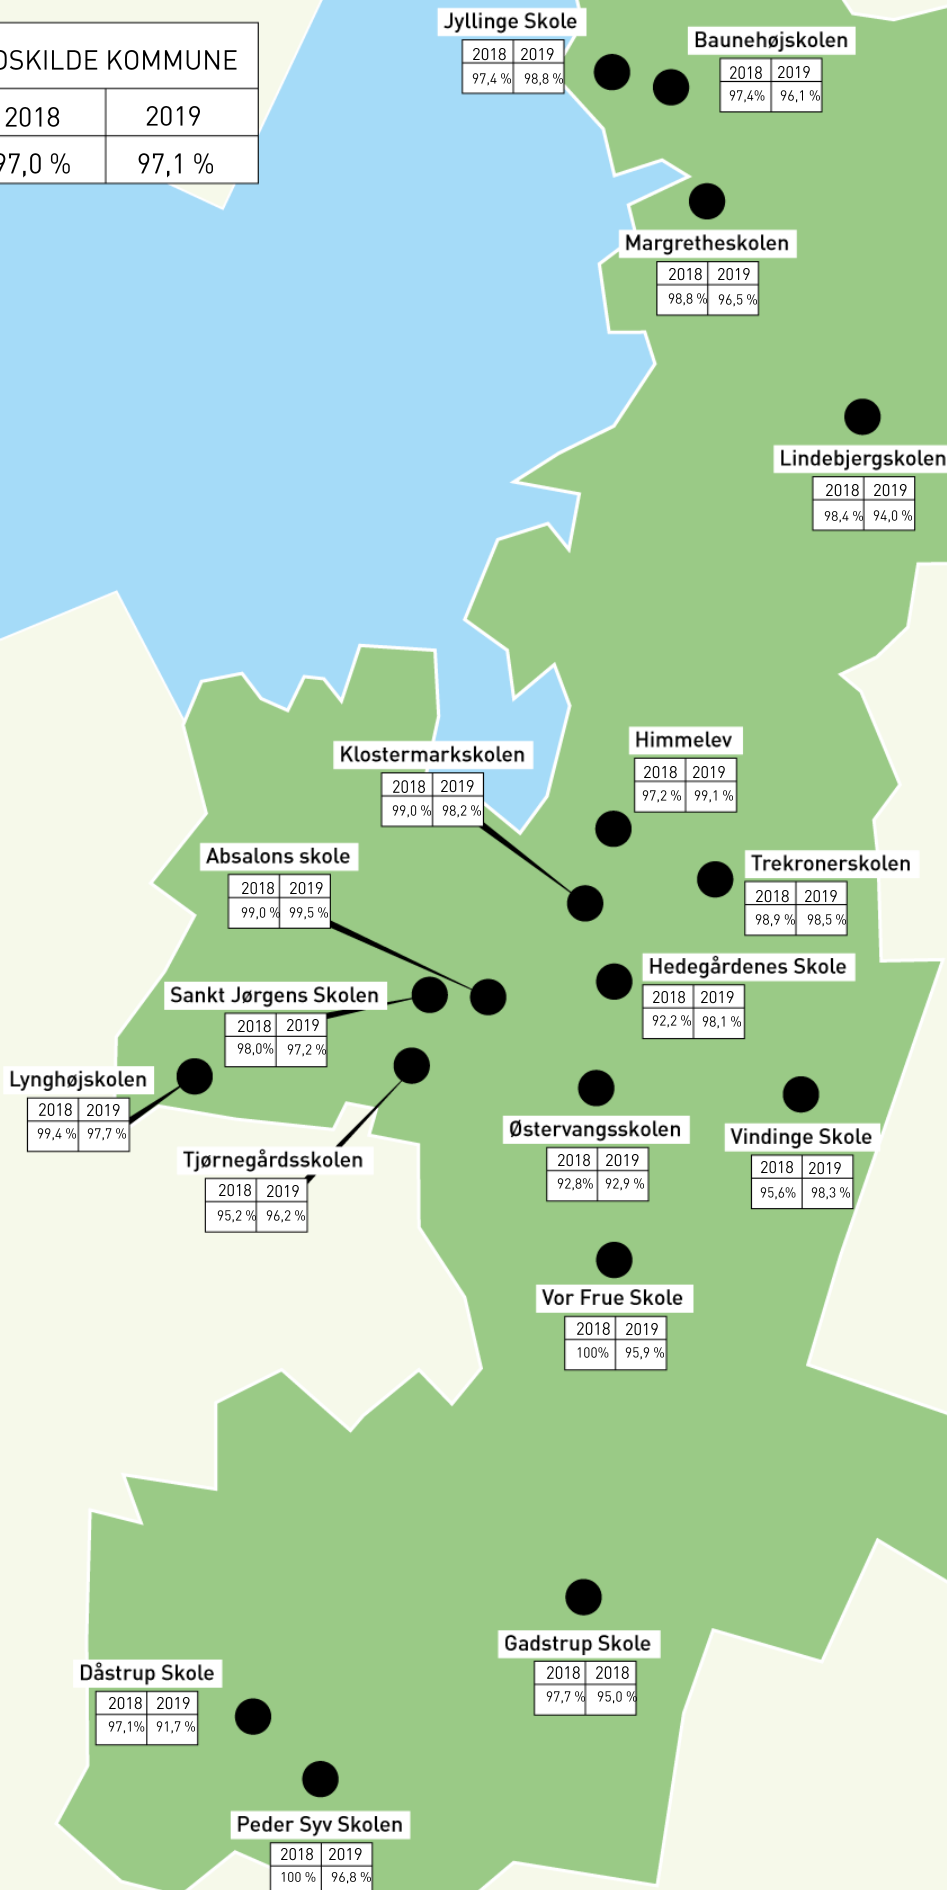 OSKILDE KOMMUNE
2018 2019
97,0 % 97,1 %
Jyllinge Skole
2018 2019
97,4 % 98,8 %
Baunehøjskolen
2018 2019
97,4% 96,1 %
Margretheskolen
2018 2019
98,8 % 96,5 %
Lindebjergskolen
2018 2019
98,4 % 94,0 %
Himmelev
2018 2019
97,2 % 99,1 %
Klostermarkskolen
2018 2019
99,0 % 98,2 %
Absalons skole
2018 2019
99,0 % 99,5 %
Trekronerskolen
2018 2019
98,9 % 98,5 %
Hedegårdenes Skole
2018 2019
92,2 % 98,1 %
Sankt Jørgens Skolen
2018 2019
98,0% 97,2 %
Lynghøjskolen
2018 2019
99,4 % 97,7 %
Tjørnegårdsskolen
2018 2019
95,2 % 96,2 %
Østervangsskolen
2018 2019
92,8% 92,9 %
Vindinge Skole
2018 2019
95,6% 98,3 %
Vor Frue Skole
2018 2019
100% 95,9 %
Gadstrup Skole
2018 2018
97,7 % 95,0 %
Dåstrup Skole
2018 2019
97,1% 91,7 %
Peder Syv Skolen
2018 2019
100 % 96,8 %